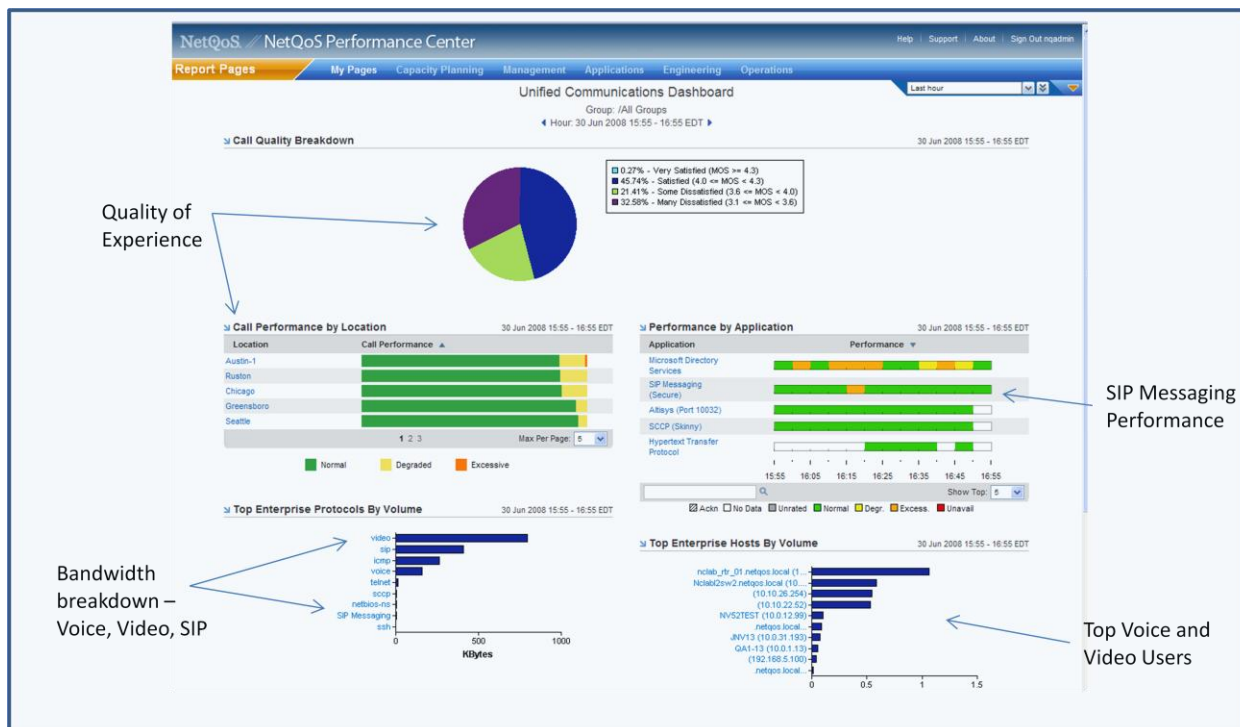 NetQoS // NetQoS Performance Center
Help | Support | About | Sign Out nqadmin
Report Pages
My Pages Capacity Planning Management Applications Engineering Operations
Last hour
Unified Communications Dashboard
Group: /All Groups
Hour: 30 Jun 2008 15:55 - 16:55 EDT
Call Quality Breakdown
30 Jun 2008 15:55 - 16:55 EDT
0.27% - Very Satisfied (MOS >= 4.3)
45.74% - Satisfied (4.0 <= MOS < 4.3)
21.41% - Some Dissatisfied (3.6 <= MOS < 4.0)
32.58% - Many Dissatisfied (3.1 <= MOS < 3.6)
Quality of
Experience
Call Performance by Location
30 Jun 2008 15:55 - 16:55 EDT
Location Call Performance
Austin-1
Ruston
Chicago
Greensboro
Seattle
1 2 3
Max Per Page: 5
Normal Degraded Excessive
Performance by Application
30 Jun 2008 15:55 - 16:55 EDT
Application Performance
Microsoft Directory
Services
SIP Messaging
(Secure)
Altisys (Port 10032)
SCCP (Skinny)
Hypertext Transfer
Protocol
15:55 16:05 16:15 16:25 16:35 16:45 16:55
Show Top: 5
Ackn No Data Unrated Normal Degr. Excess. Unavail
SIP Messaging
Performance
Top Enterprise Protocols By Volume
30 Jun 2008 15:55 - 16:55 EDT
video
sip
icmp
voice
telnet
sccp
netbios-ns
SIP Messaging
ssh
0 500 1000
KBytes
Bandwidth
breakdown –
Voice, Video, SIP
Top Enterprise Hosts By Volume
30 Jun 2008 15:55 - 16:55 EDT
nclab_rtr_01.netqos.local (1...
Nclabl2sw2.netqos.local (10....
(10.10.26.254)
(10.10.22.52)
NV52TEST (10.0.12.99)
.netqos.local...
JNV13 (10.0.31.193)
QA1-13 (10.0.1.13)
(192.168.5.100)
.netqos.local...
0 0.5 1 1.5
Top Voice and
Video Users